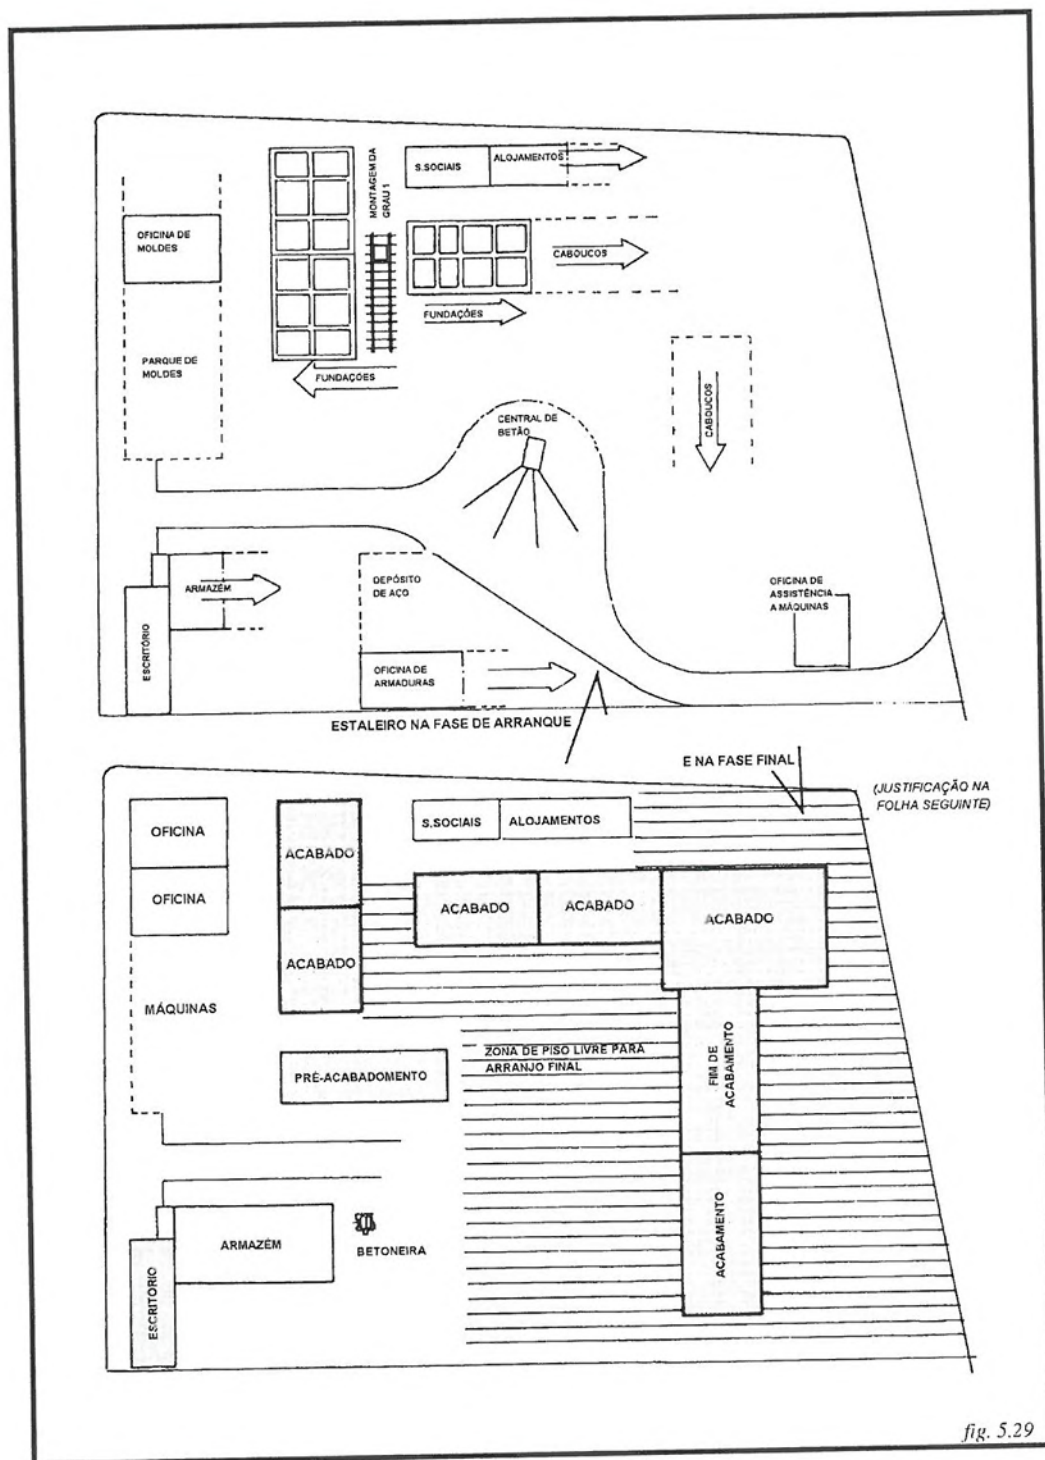 MONTAGEM DA
GRAU 1
S.SOCIAIS
ALOJAMENTOS
OFICINA DE
MOLDES
CABOUCOS
FUNDAÇÕES
PARQUE DE
MOLDES
FUNDAÇÕES
CABOUCOS
CENTRAL DE
BETÃO
ARMAZÉM
DEPÓSITO
DE AÇO
OFICINA DE
ASSISTÊNCIA
A MÁQUINAS
ESCRITÓRIO
OFICINA DE
ARMADURAS
ESTALEIRO NA FASE DE ARRANQUE
E NA FASE FINAL
(JUSTIFICAÇÃO NA
FOLHA SEGUINTE)
OFICINA
ACABADO
S.SOCIAIS
ALOJAMENTOS
OFICINA
ACABADO
ACABADO
ACABADO
ACABADO
MÁQUINAS
ZONA DE PISO LIVRE PARA
ARRANJO FINAL
FIM DE
ACABAMENTO
PRÉ-ACABADOMENTO
ACABAMENTO
ARMAZÉM
BETONEIRA
ESCRITORIO
fig. 5.29